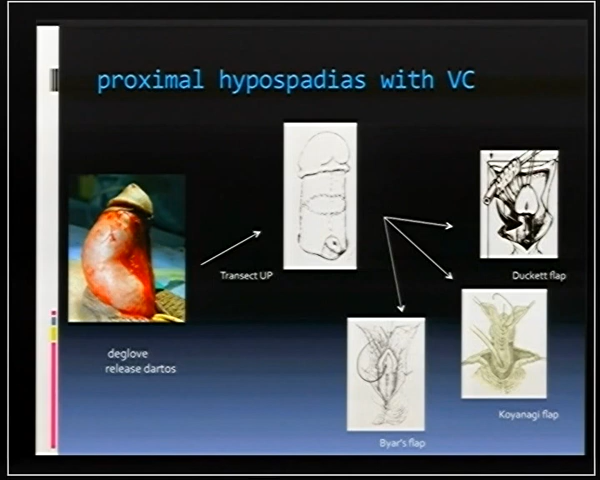 proximal hypospadias with VC
Transect UP
Duckett flap
deglove
release dartos
Koyanagi flap
Byar's flap